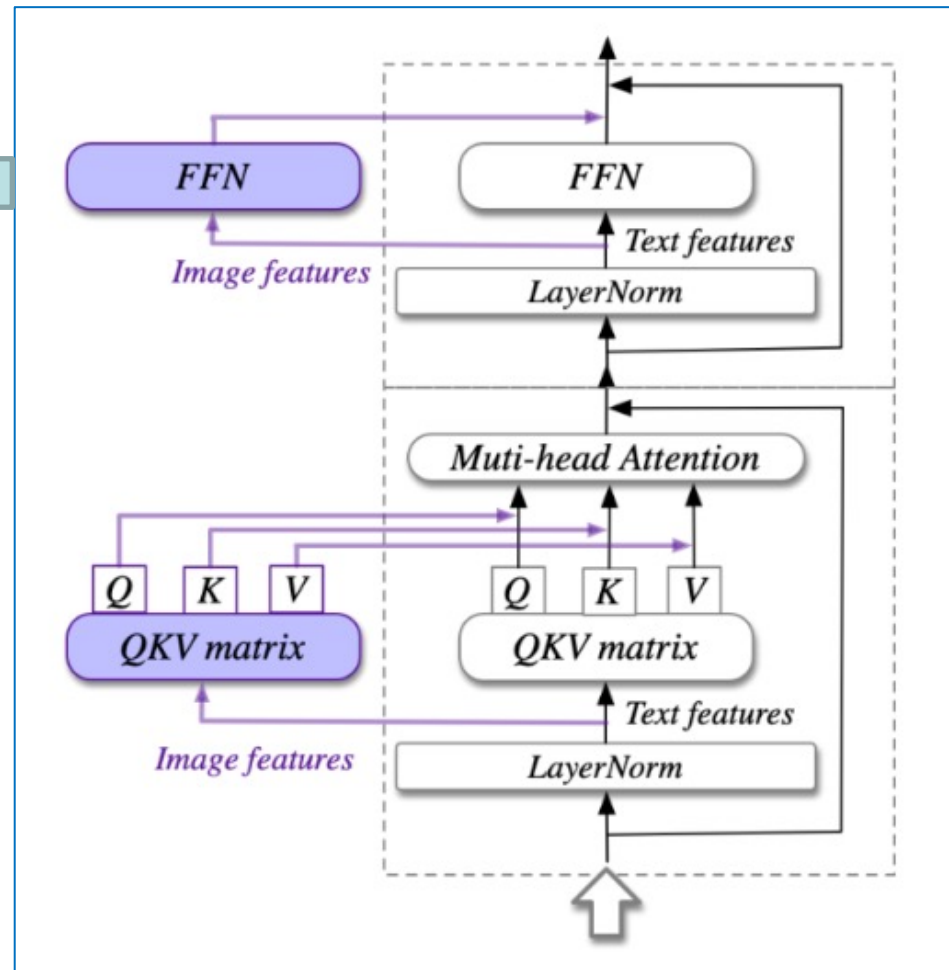 FFN
FFN
Image features
Text features
LayerNorm
Muti-head Attention
Q K V
Q K V
QKV matrix
QKV matrix
Image features
Text features
LayerNorm